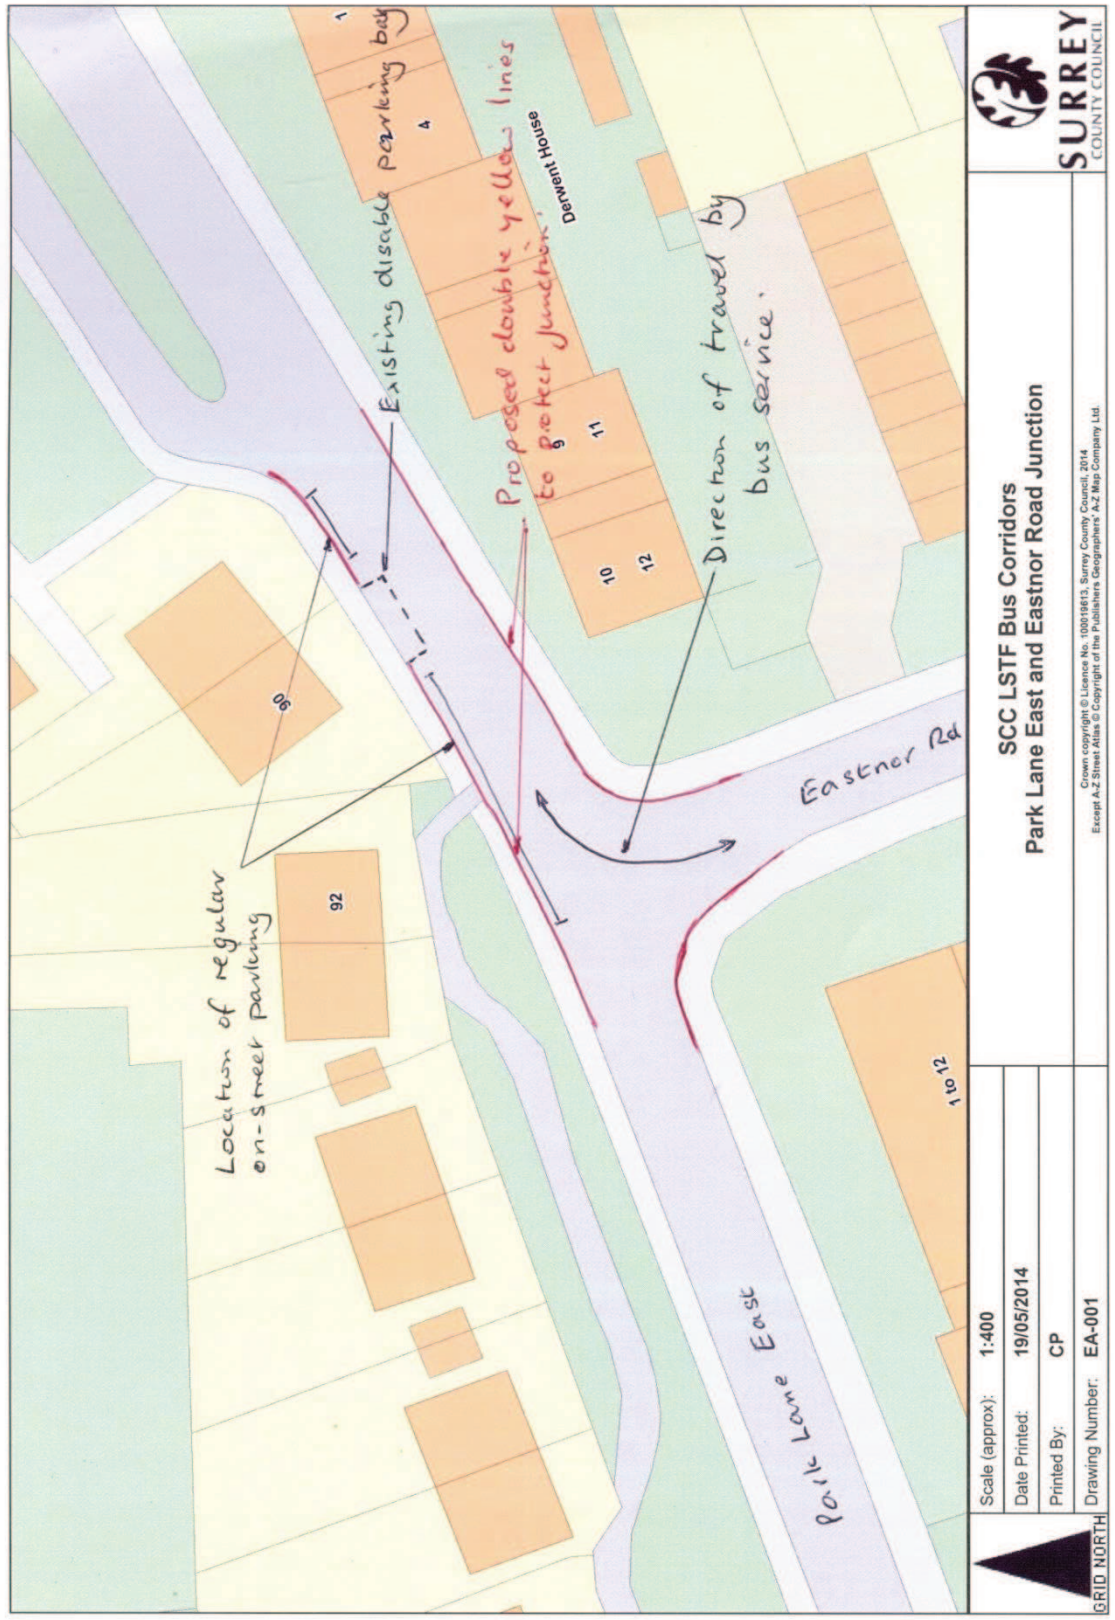 Location of regular
on-street parking
Existing disable parking bay
Proposed double yellow lines
to protect junction.
Direction of travel by
bus service.
Park Lane East
Eastnor Rd
92
90
1
4
Derwent House
9
11
10
12
1 to 12
GRID NORTH
Scale (approx): 1:400
Date Printed: 19/05/2014
Printed By: CP
Drawing Number: EA-001
SCC LSTF Bus Corridors
Park Lane East and Eastnor Road Junction
Crown copyright © Licence No. 100019613, Surrey County Council, 2014
Except A-Z Street Atlas © Copyright of the Publishers Geographers' A-Z Map Company Ltd.
SURREY
COUNTY COUNCIL